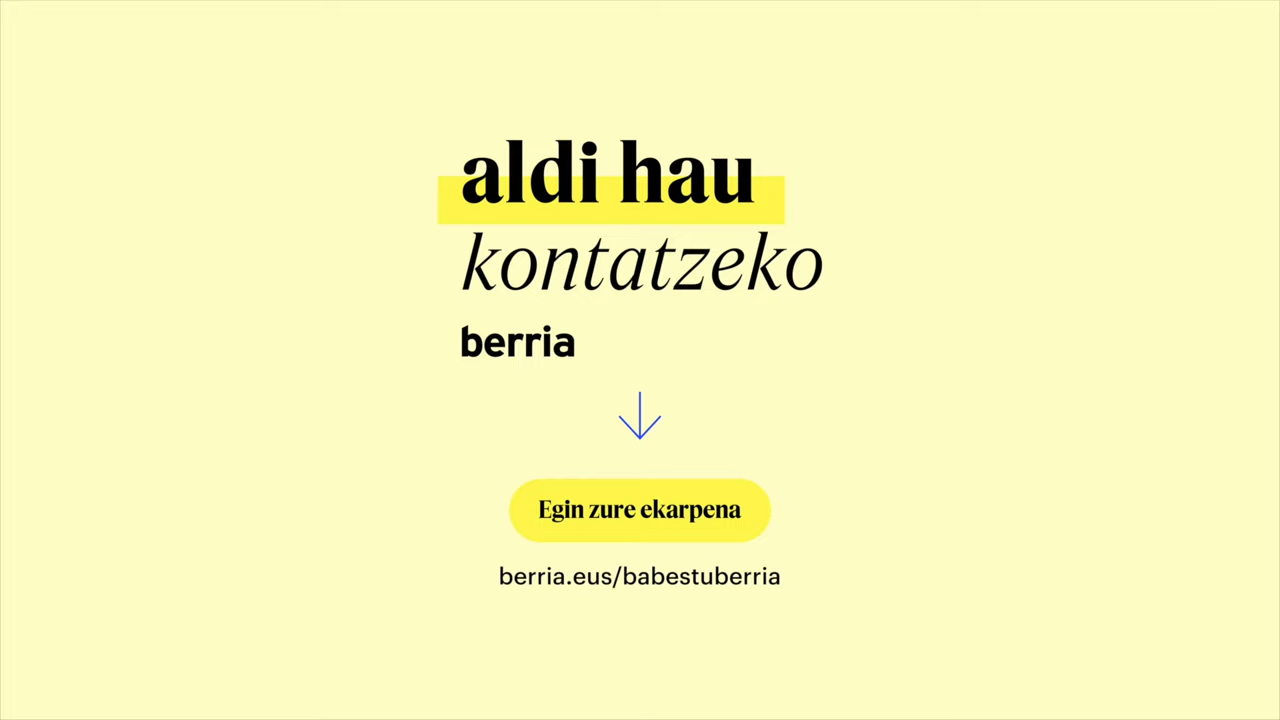 aldi hau
kontatzeko
berria
Egin zure ekarpena
berria.eus/babestuberria